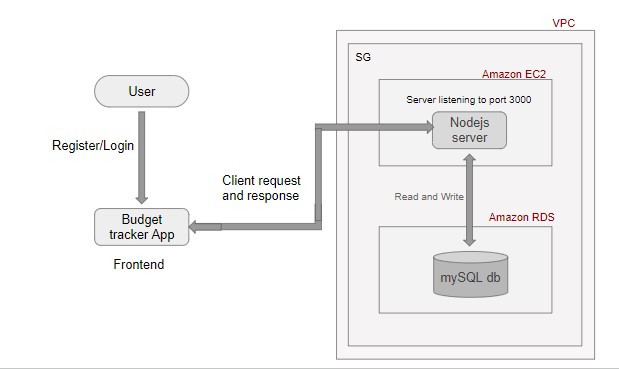 VPC
SG
Amazon EC2
User
Server listening to port 3000
Nodejs
server
Register/Login
Client request
and response
Read and Write
Budget
tracker App
Amazon RDS
Frontend
mySQL db